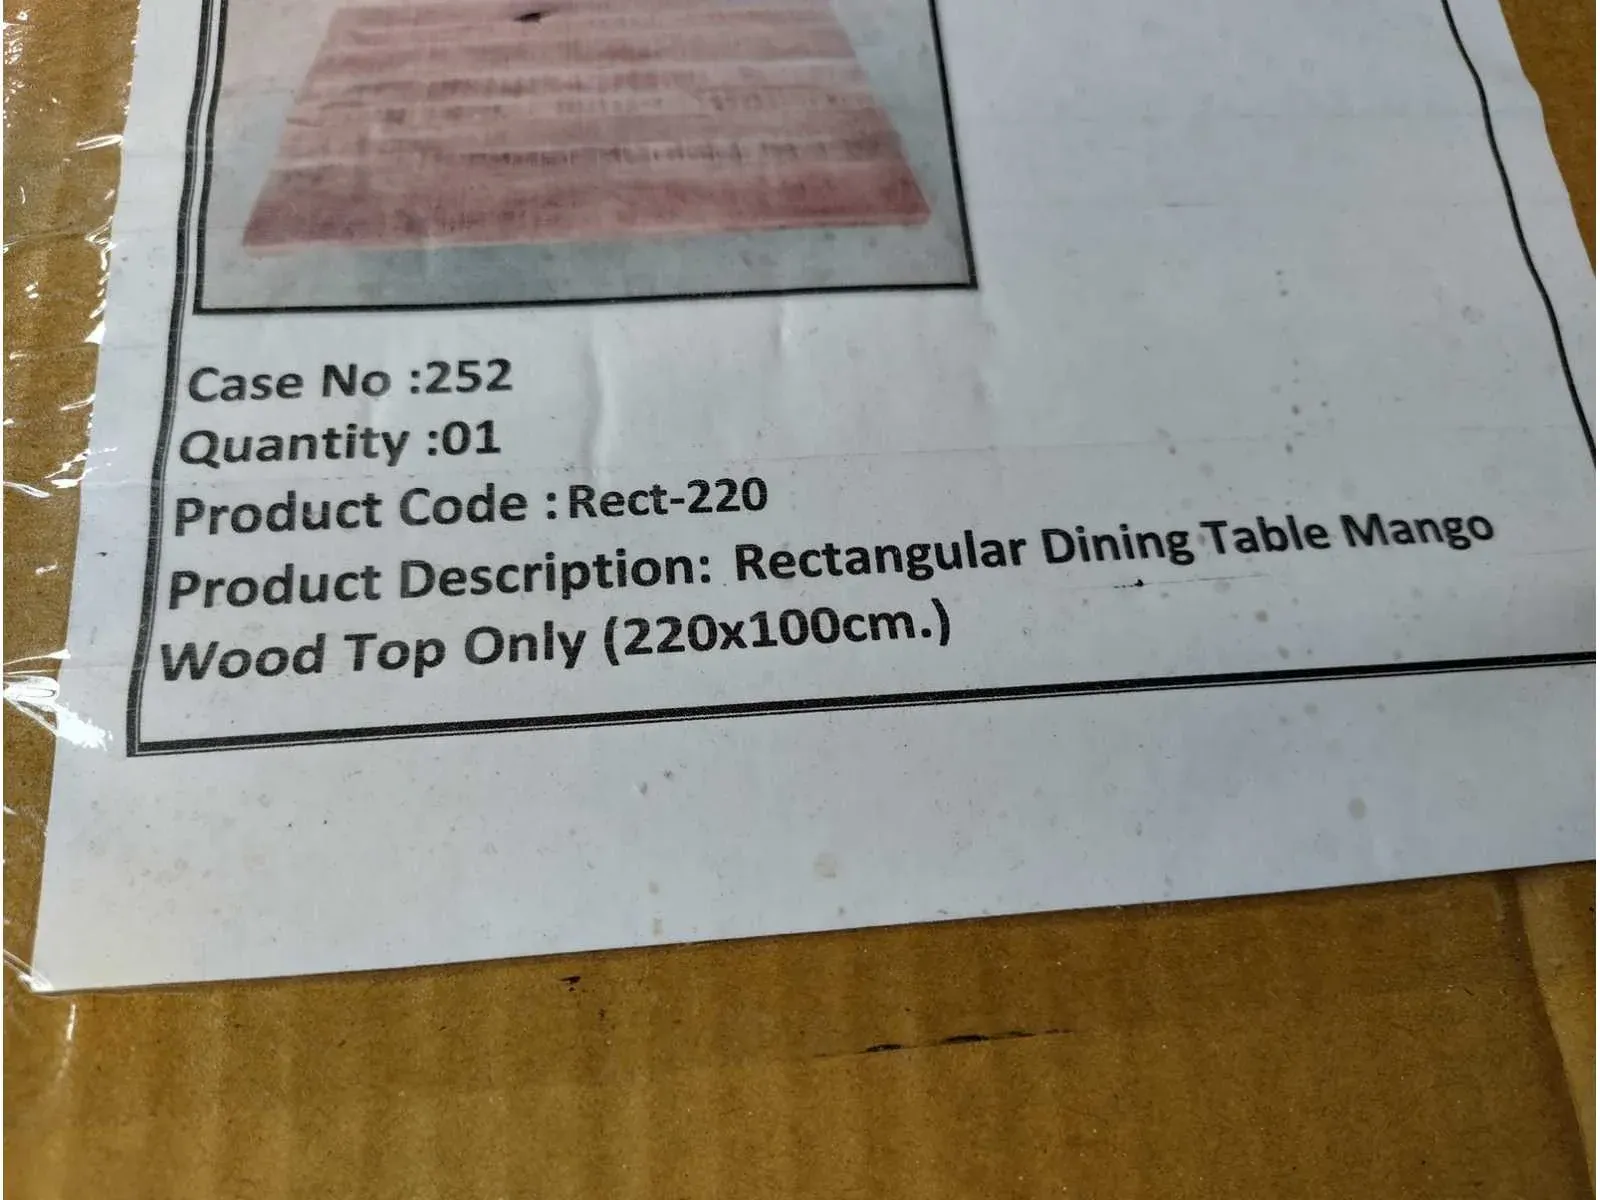 Case No :252
Quantity :01
Product Code : Rect-220
Product Description: Rectangular Dining Table Mango
Wood Top Only (220x100cm.)